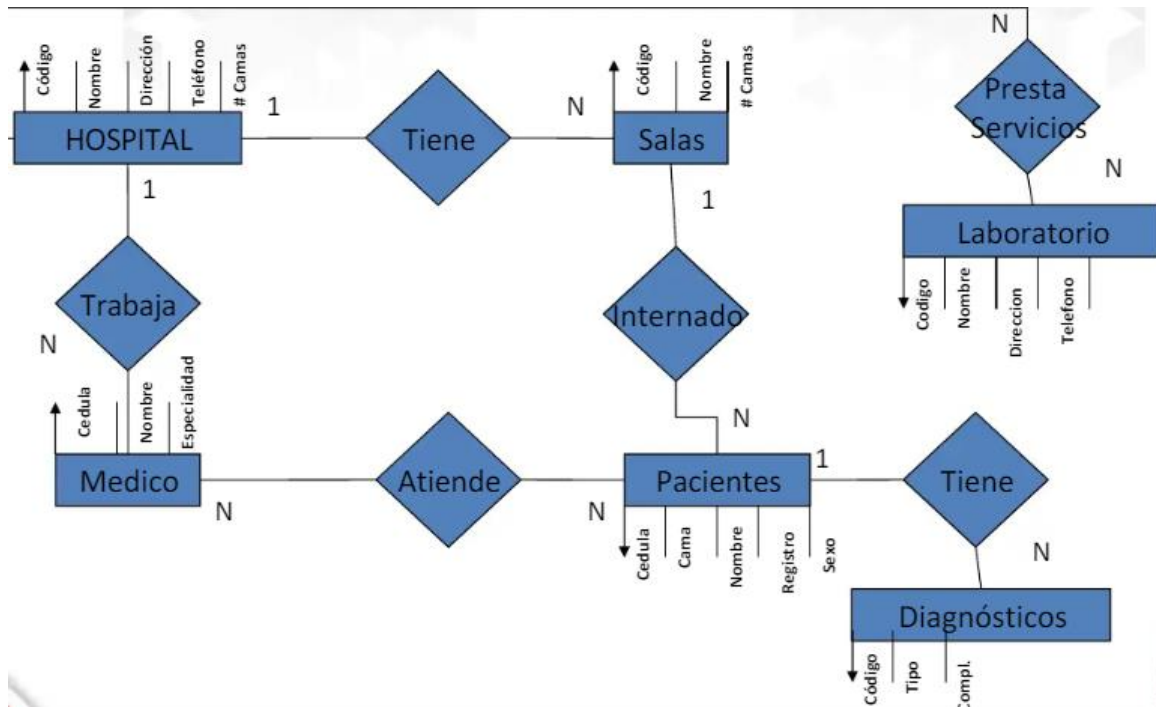 N
Código
Nombre
Dirección
Teléfono
# Camas
Código
Nombre
# Camas
HOSPITAL
1
Tiene
N
Salas
Presta
Servicios
N
1
1
Laboratorio
Codigo
Nombre
Direccion
Telefono
Trabaja
N
Internado
N
Cedula
Nombre
Especialidad
Medico
N
Atiende
N
Pacientes
1
Tiene
N
Cedula
Cama
Nombre
Registro
Sexo
Diagnósticos
Código
Tipo
Compl.